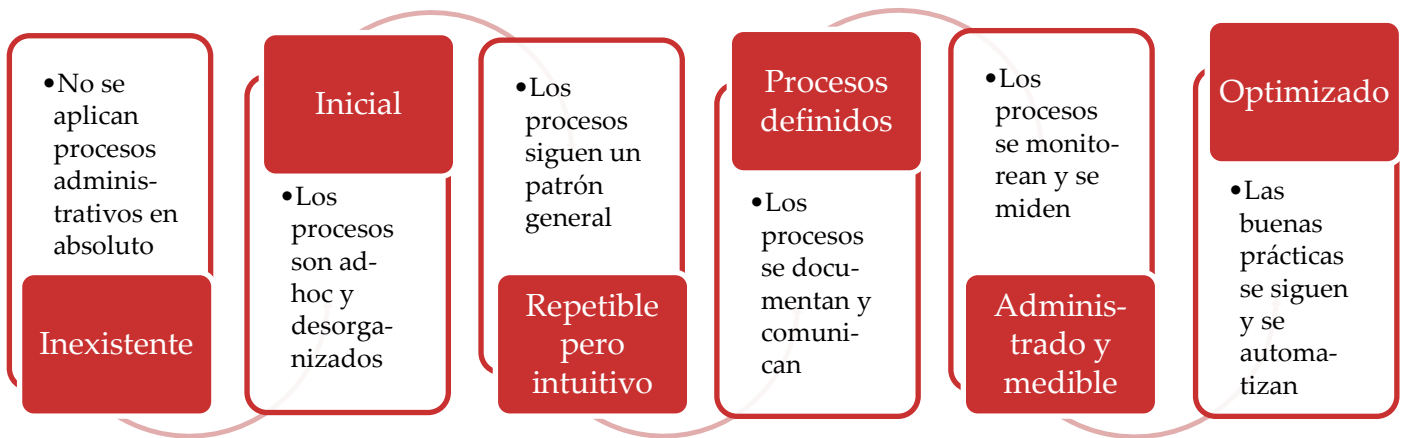 •No se
aplican
procesos
adminis-
trativos en
absoluto
Inexistente
Inicial
•Los
procesos
son ad-
hoc y
desorga-
nizados
•Los
procesos
siguen un
patrón
general
Repetible
pero
intuitivo
Procesos
definidos
•Los
procesos
se docu-
mentan y
comuni-
can
•Los
procesos
se monito-
rean y se
miden
Adminis-
trado y
medible
Optimizado
•Las
buenas
prácticas
se siguen
y se
automa-
tizan